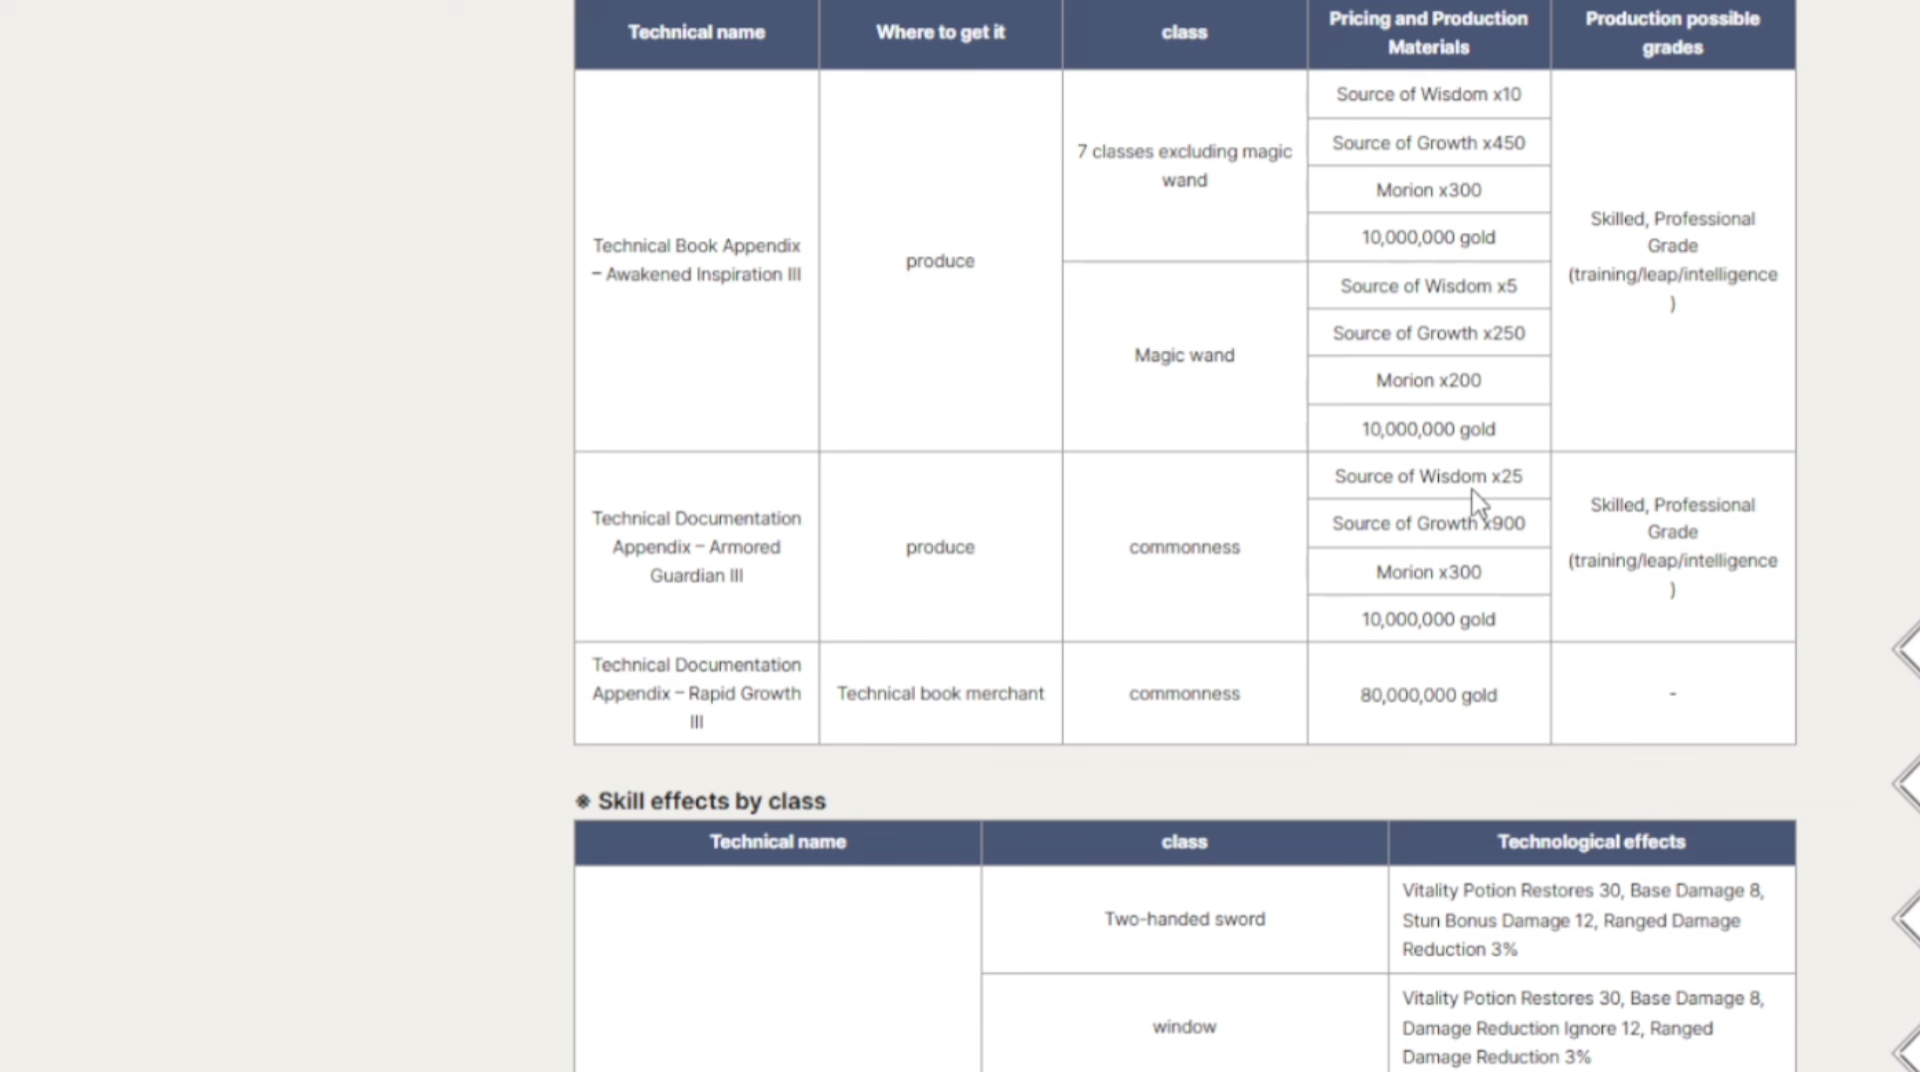 Technical name
Where to get it
class
Pricing and Production
Materials
Production possible
grades
Technical Book Appendix
– Awakened Inspiration III
produce
7 classes excluding magic
wand
Source of Wisdom x10
Source of Growth x450
Morion x300
10,000,000 gold
Magic wand
Source of Wisdom x5
Source of Growth x250
Morion x200
10,000,000 gold
Skilled, Professional
Grade
(training/leap/intelligence
)
Technical Documentation
Appendix – Armored
Guardian III
produce
commonness
Source of Wisdom x25
Source of Growth x900
Morion x300
10,000,000 gold
Skilled, Professional
Grade
(training/leap/intelligence
)
Technical Documentation
Appendix – Rapid Growth
III
Technical book merchant
commonness
80,000,000 gold
-
※ Skill effects by class
Technical name
class
Technological effects
Two-handed sword
Vitality Potion Restores 30, Base Damage 8,
Stun Bonus Damage 12, Ranged Damage
Reduction 3%
window
Vitality Potion Restores 30, Base Damage 8,
Damage Reduction Ignore 12, Ranged
Damage Reduction 3%